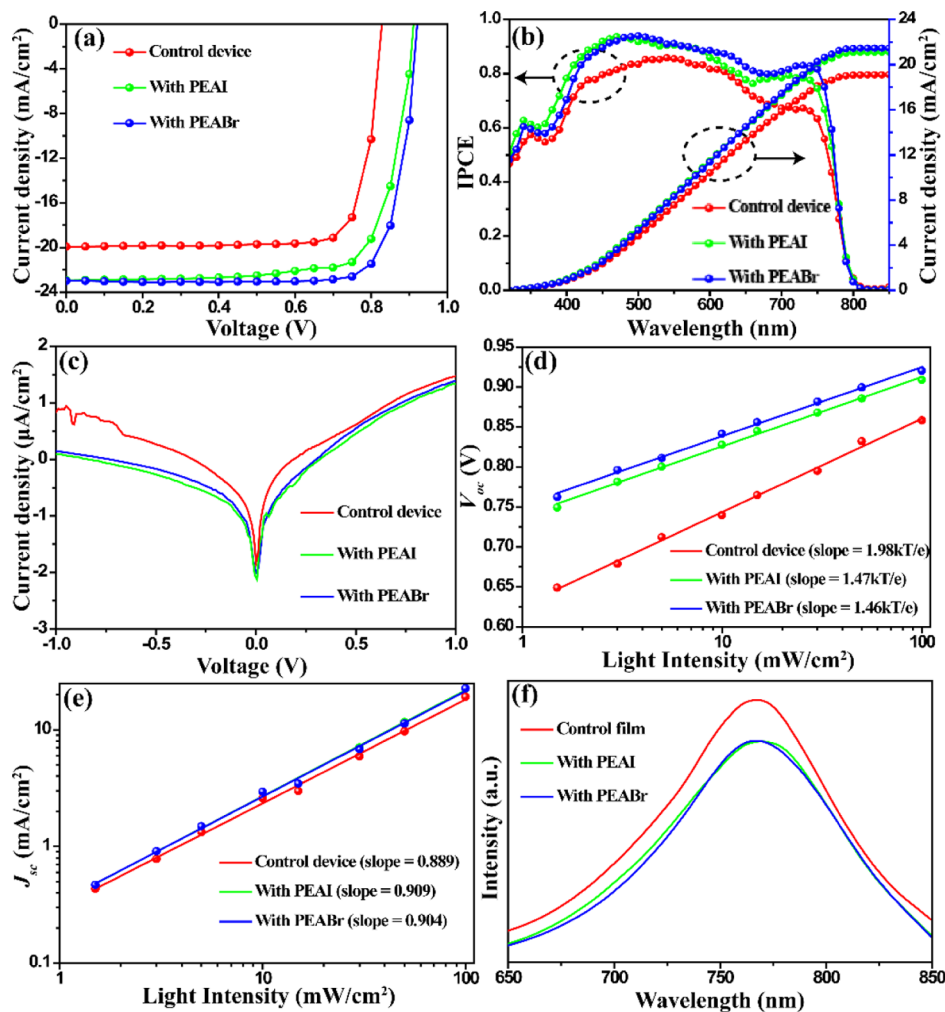 (a)
Control device
With PEAI
With PEABr
Current density (mA/cm²)
0
-4
-8
-12
-16
-20
-24
0.0 0.2 0.4 0.6 0.8 1.0
Voltage (V)
(b)
Control device
With PEAI
With PEABr
IPCE
1.0
0.8
0.6
0.4
0.2
0.0
Current density (mA/cm²)
24
20
16
12
8
4
0
400 500 600 700 800
Wavelength (nm)
(c)
Control device
With PEAI
With PEABr
Current density (μA/cm²)
2
1
0
-1
-2
-3
-1.0 -0.5 0.0 0.5 1.0
Voltage (V)
(d)
Control device (slope = 1.98kT/e)
With PEAI (slope = 1.47kT/e)
With PEABr (slope = 1.46kT/e)
Voc (V)
0.95
0.90
0.85
0.80
0.75
0.70
0.65
0.60
1 10 100
Light Intensity (mW/cm²)
(e)
Control device (slope = 0.889)
With PEAI (slope = 0.909)
With PEABr (slope = 0.904)
Jsc (mA/cm²)
10
1
0.1
1 10 100
Light Intensity (mW/cm²)
(f)
Control film
With PEAI
With PEABr
Intensity (a.u.)
650 700 750 800 850
Wavelength (nm)